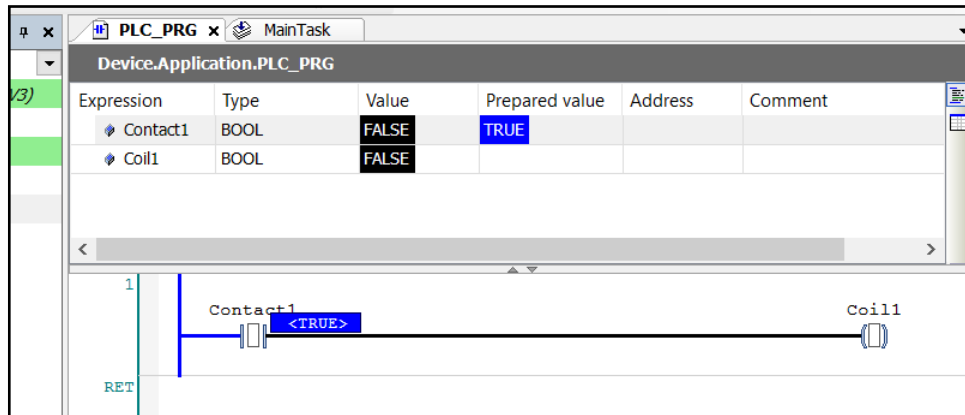 PLC_PRG x MainTask
V3)
Device.Application.PLC_PRG
Expression Type Value Prepared value Address Comment
Contact1 BOOL FALSE TRUE
Coil1 BOOL FALSE
1
Contact1 Coil1
<TRUE>
RET